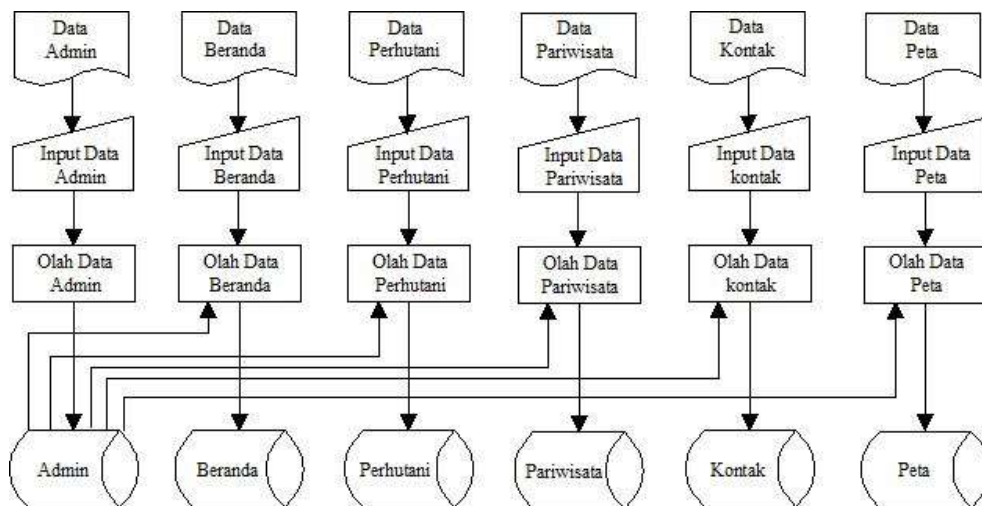 Data
Admin
Data
Beranda
Data
Perhutani
Data
Pariwisata
Data
Kontak
Data
Peta
Input Data
Admin
Input Data
Beranda
Input Data
Perhutani
Input Data
Pariwisata
Input Data
kontak
Input Data
Peta
Olah Data
Admin
Olah Data
Beranda
Olah Data
Perhutani
Olah Data
Pariwisata
Olah Data
kontak
Olah Data
Peta
Admin
Beranda
Perhutani
Pariwisata
Kontak
Peta